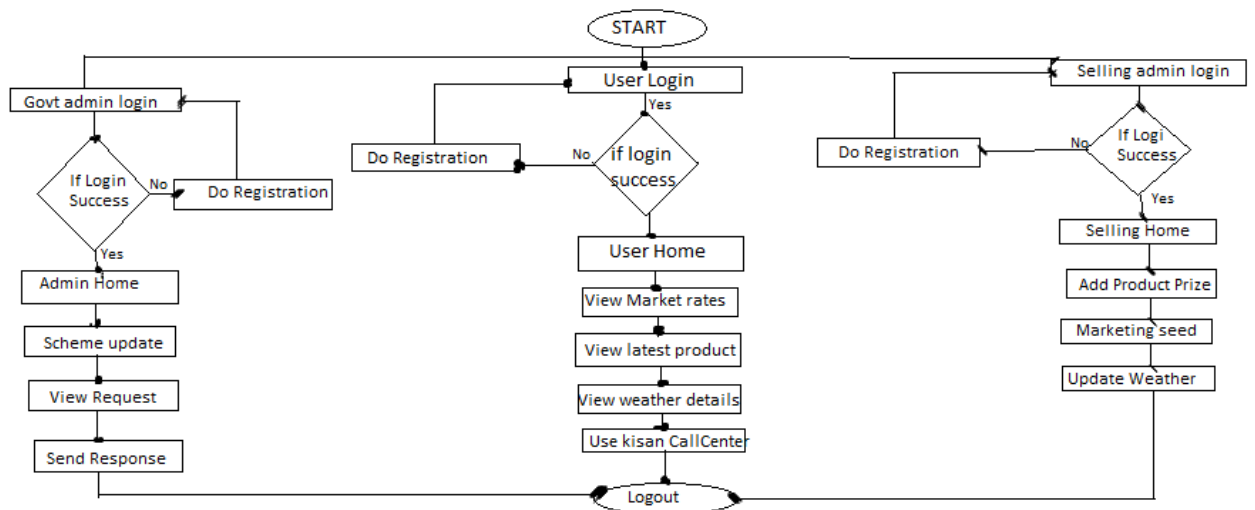 START
Govt admin login
If Login
Success
No
Do Registration
Yes
Admin Home
Scheme update
View Request
Send Response
User Login
Yes
Do Registration
No
if login
success
User Home
View Market rates
View latest product
View weather details
Use kisan CallCenter
Logout
Selling admin login
Do Registration
No
If Logi
Success
Yes
Selling Home
Add Product Prize
Marketing seed
Update Weather